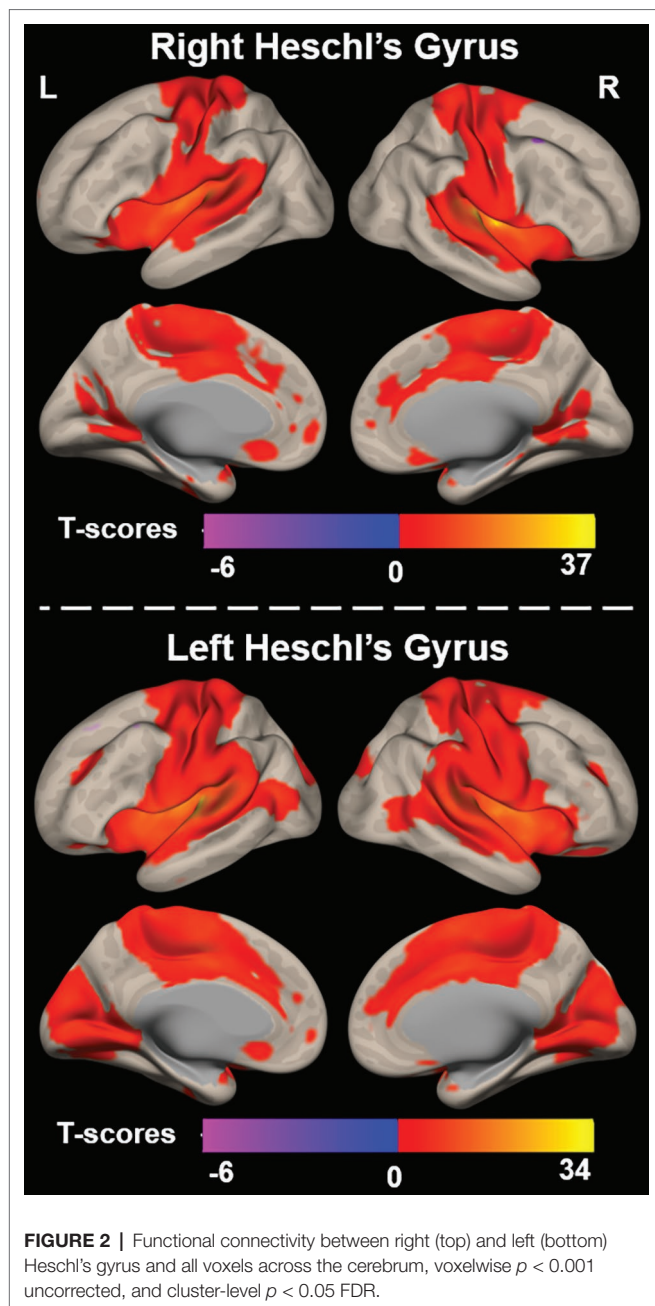 Right Heschl's Gyrus
L R
T-scores
-6 0 37
Left Heschl's Gyrus
T-scores
-6 0 34
FIGURE 2 | Functional connectivity between right (top) and left (bottom)
Heschl's gyrus and all voxels across the cerebrum, voxelwise p < 0.001
uncorrected, and cluster-level p < 0.05 FDR.